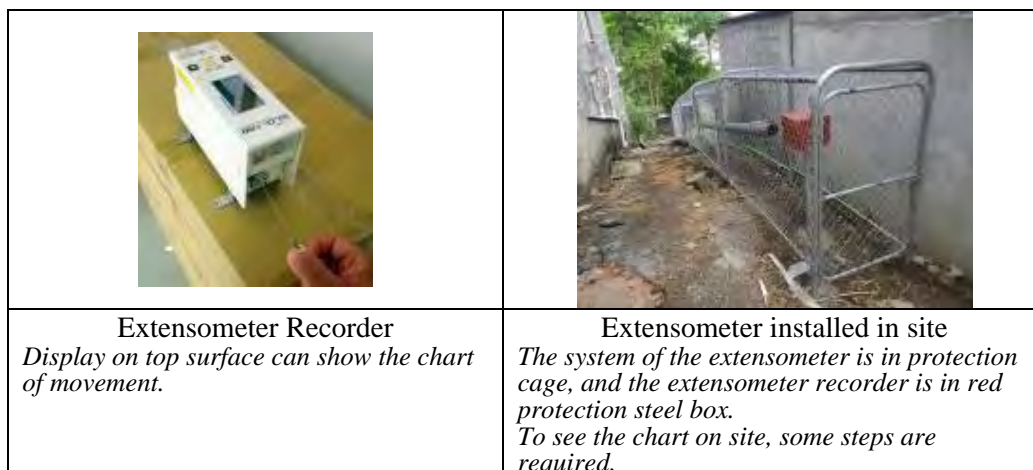 Extensometer Recorder
Display on top surface can show the chart
of movement.
Extensometer installed in site
The system of the extensometer is in protection
cage, and the extensometer recorder is in red
protection steel box.
To see the chart on site, some steps are
required.